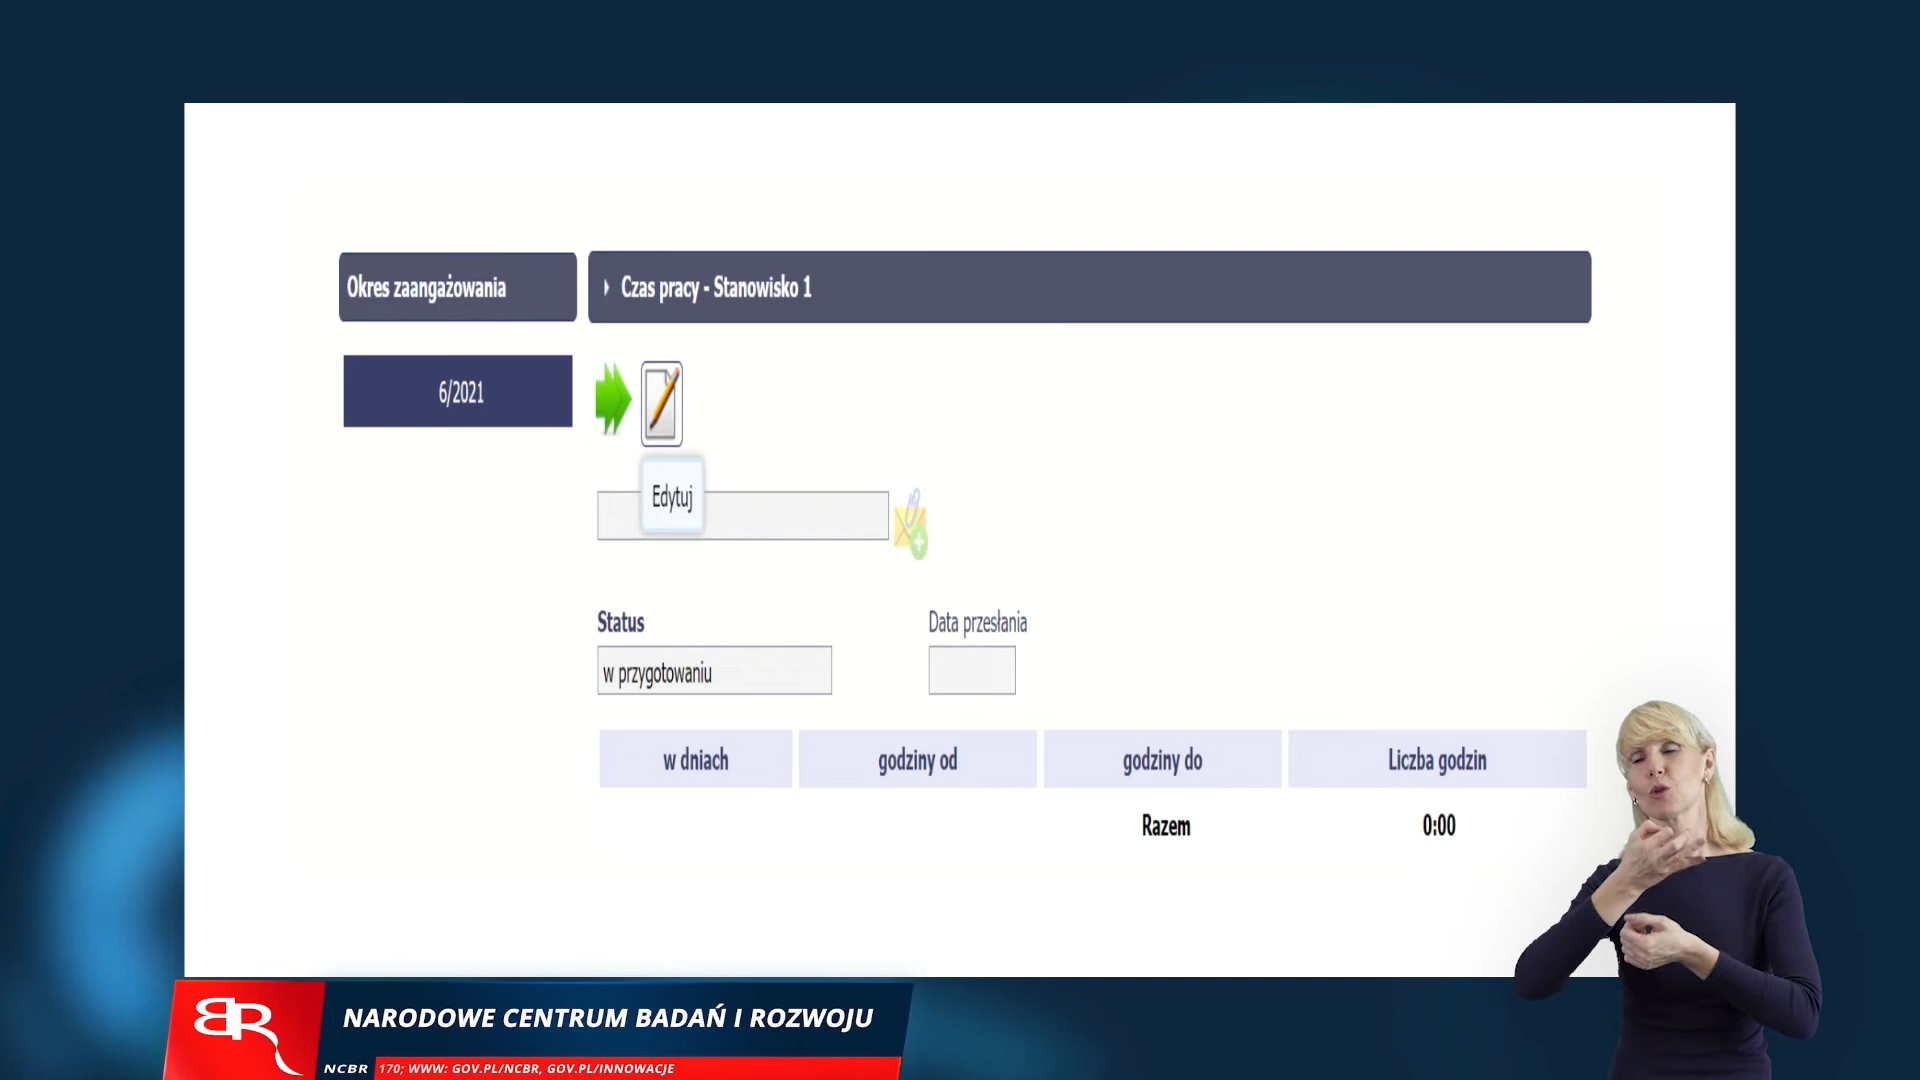 Okres zaangażowania
Czas pracy - Stanowisko 1
6/2021
Edytuj
Status
Data przesłania
w przygotowaniu
w dniach
godziny od
godziny do
Liczba godzin
Razem
0:00
BR
NARODOWE CENTRUM BADAŃ I ROZWOJU
NCBR
170; WWW: GOV.PL/NCBR, GOV.PL/INNOWACJE